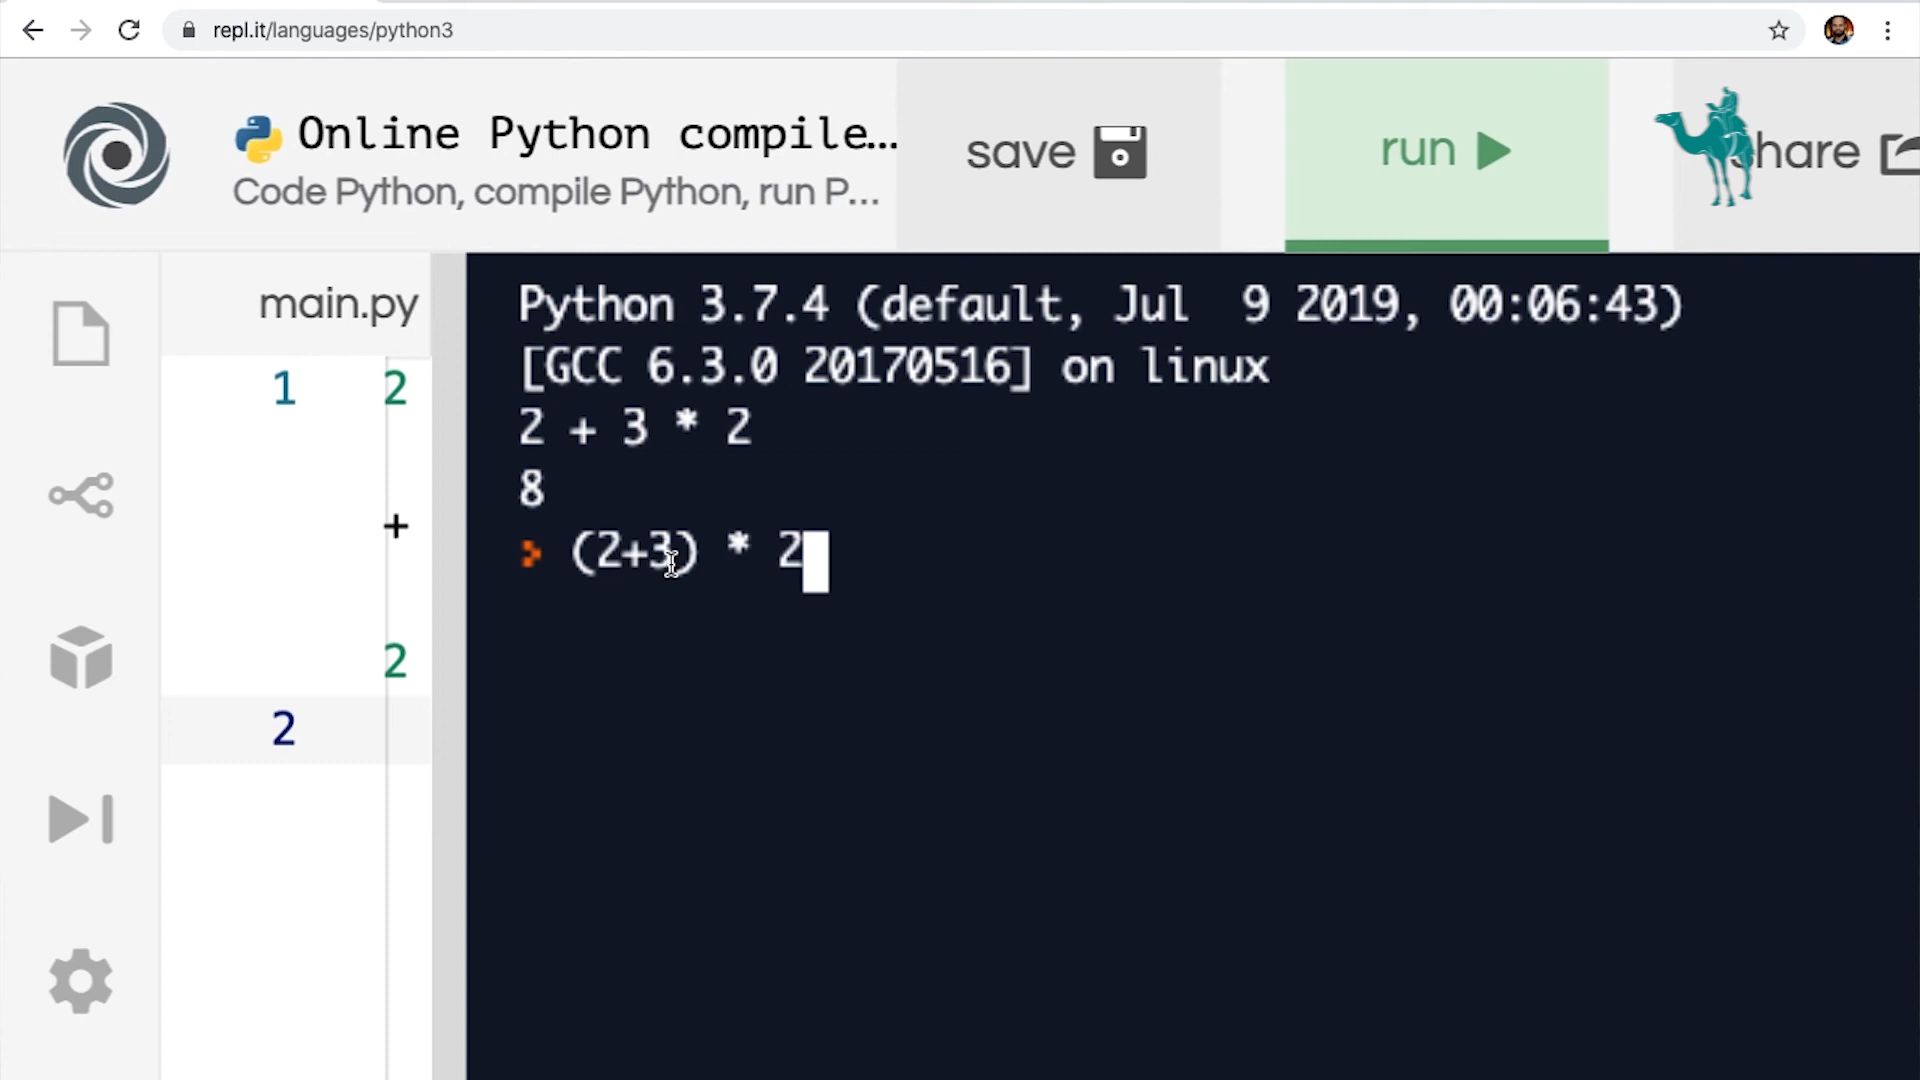 repl.it/languages/python3
Online Python compile...
Code Python, compile Python, run P...
save
run
share
main.py
1 2
+
2
2
Python 3.7.4 (default, Jul  9 2019, 00:06:43)
[GCC 6.3.0 20170516] on linux
2 + 3 * 2
8
(2+3) * 2